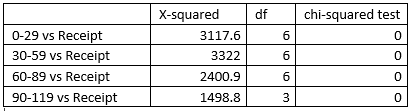 X-squared df chi-squared test
0-29 vs Receipt 3117.6 6 0
30-59 vs Receipt 3322 6 0
60-89 vs Receipt 2400.9 6 0
90-119 vs Receipt 1498.8 3 0